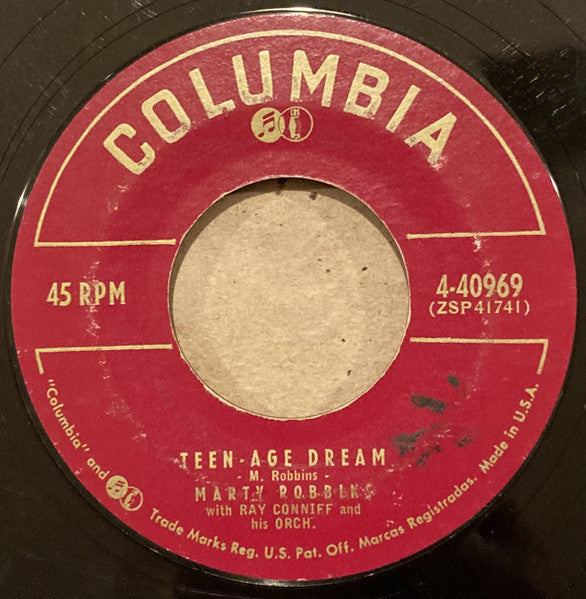 COLUMBIA
45 RPM
4-40969
(ZSP41741)
TEEN-AGE DREAM
- M. Robbins -
MARTY ROBBINS
with RAY CONNIFF and
his ORCH.
"Columbia" and Trade Marks Reg. U.S. Pat. Off. Marcas Registradas. Made in U.S.A.